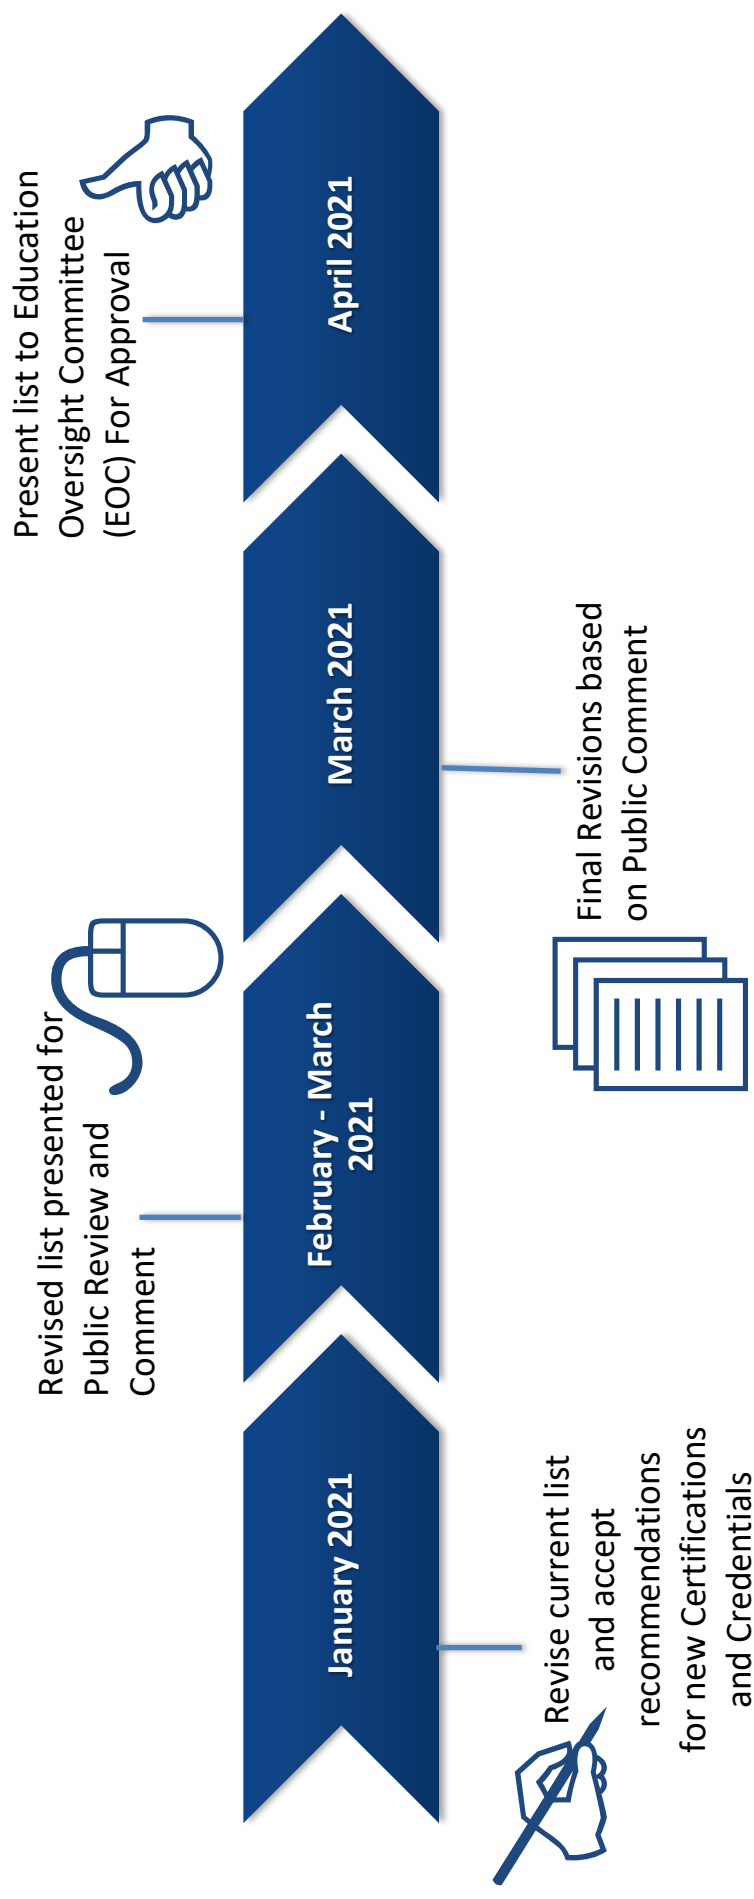 January 2021
Revise current list
and accept
recommendations
for new Certifications
and Credentials
February - March
2021
Revised list presented for
Public Review and
Comment
March 2021
Final Revisions based
on Public Comment
April 2021
Present list to Education
Oversight Committee
(EOC) For Approval